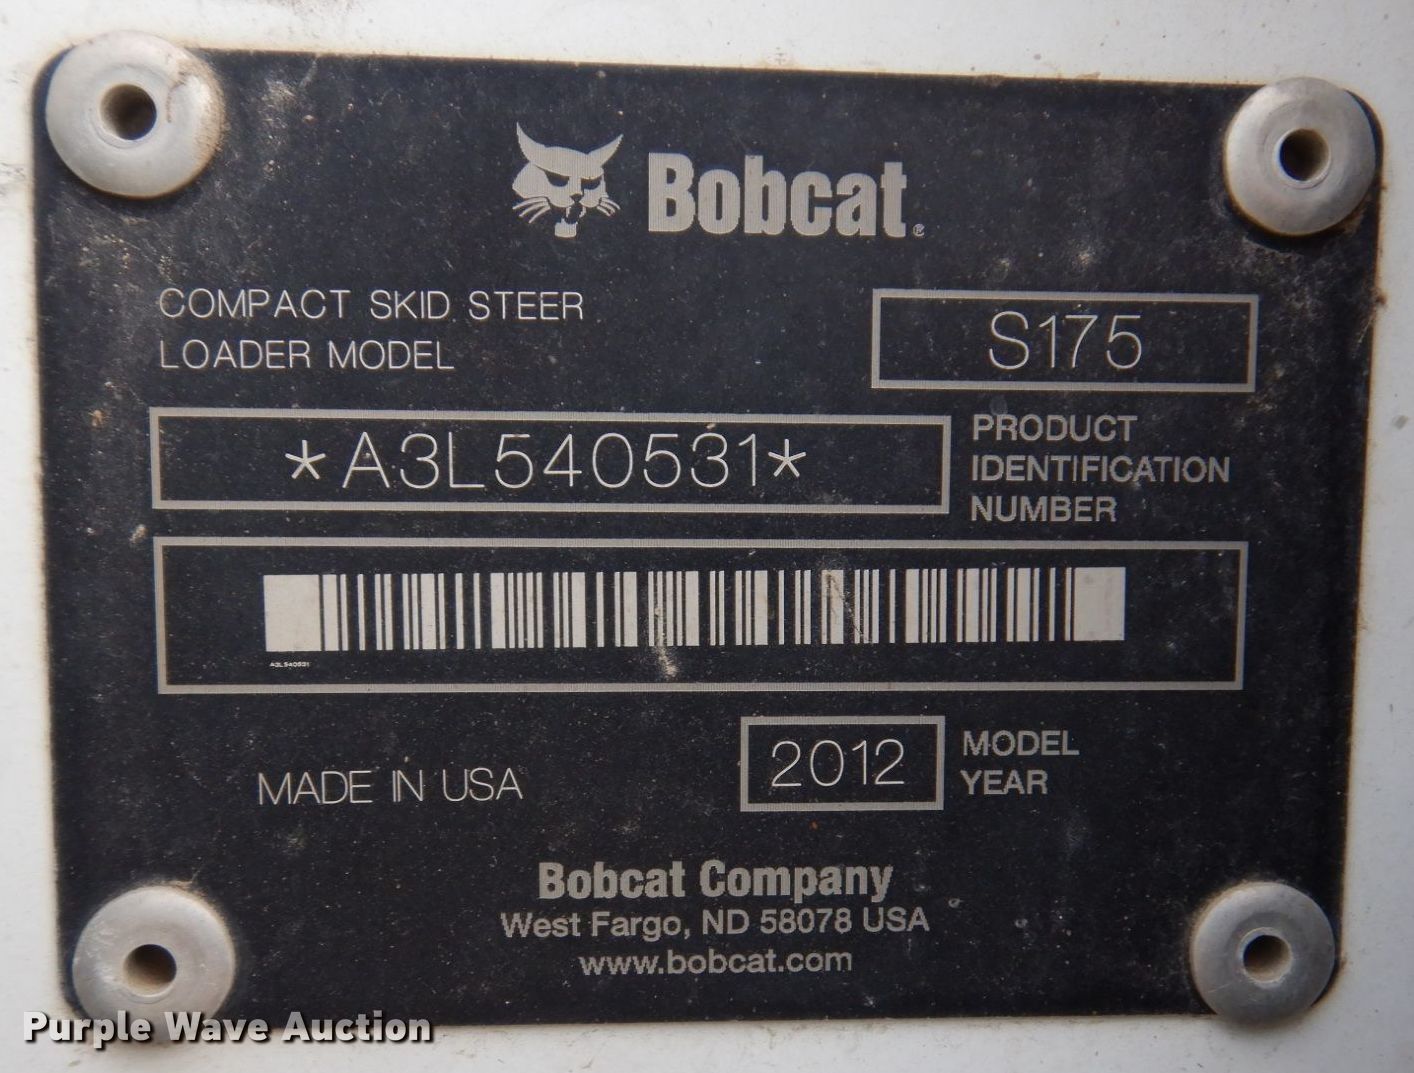 Bobcat®
COMPACT SKID STEER
LOADER MODEL
S175
*A3L540531*
PRODUCT
IDENTIFICATION
NUMBER
A3L540531
MADE IN USA
2012
MODEL
YEAR
Bobcat Company
West Fargo, ND 58078 USA
www.bobcat.com
Purple Wave Auction